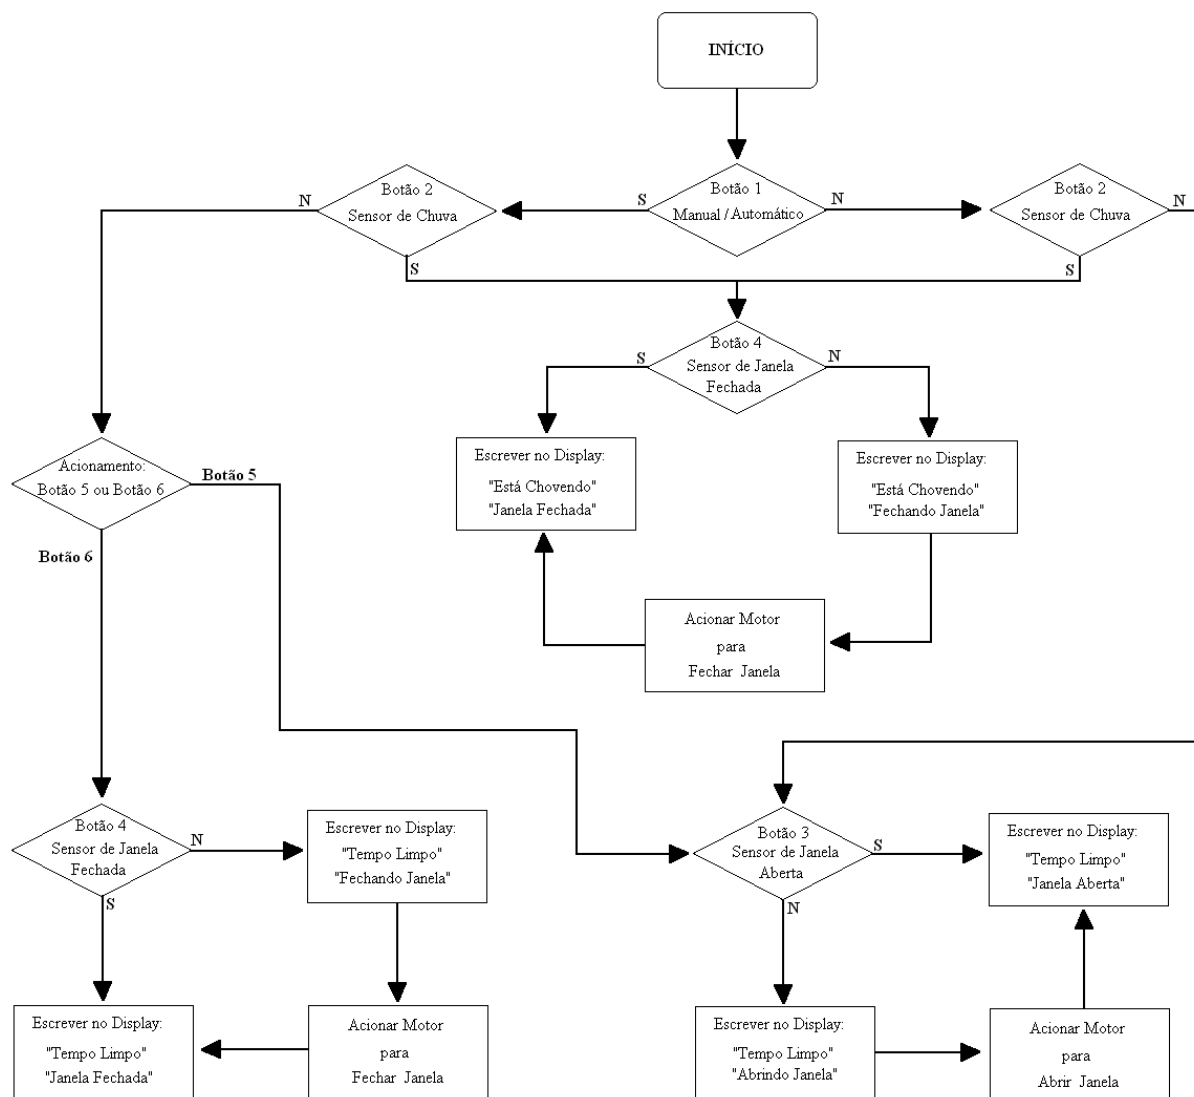 INÍCIO
Botão 2
Sensor de Chuva
N
S
Botão 1
Manual / Automático
S
N
Botão 2
Sensor de Chuva
N
S
Botão 4
Sensor de Janela
Fechada
S
N
Escrever no Display:
"Está Chovendo"
"Janela Fechada"
Escrever no Display:
"Está Chovendo"
"Fechando Janela"
Acionar Motor
para
Fechar Janela
Acionamento:
Botão 5 ou Botão 6
Botão 5
Botão 6
Botão 4
Sensor de Janela
Fechada
N
S
Escrever no Display:
"Tempo Limpo"
"Fechando Janela"
Escrever no Display:
"Tempo Limpo"
"Janela Fechada"
Acionar Motor
para
Fechar Janela
Botão 3
Sensor de Janela
Aberta
S
N
Escrever no Display:
"Tempo Limpo"
"Janela Aberta"
Escrever no Display:
"Tempo Limpo"
"Abrindo Janela"
Acionar Motor
para
Abrir Janela